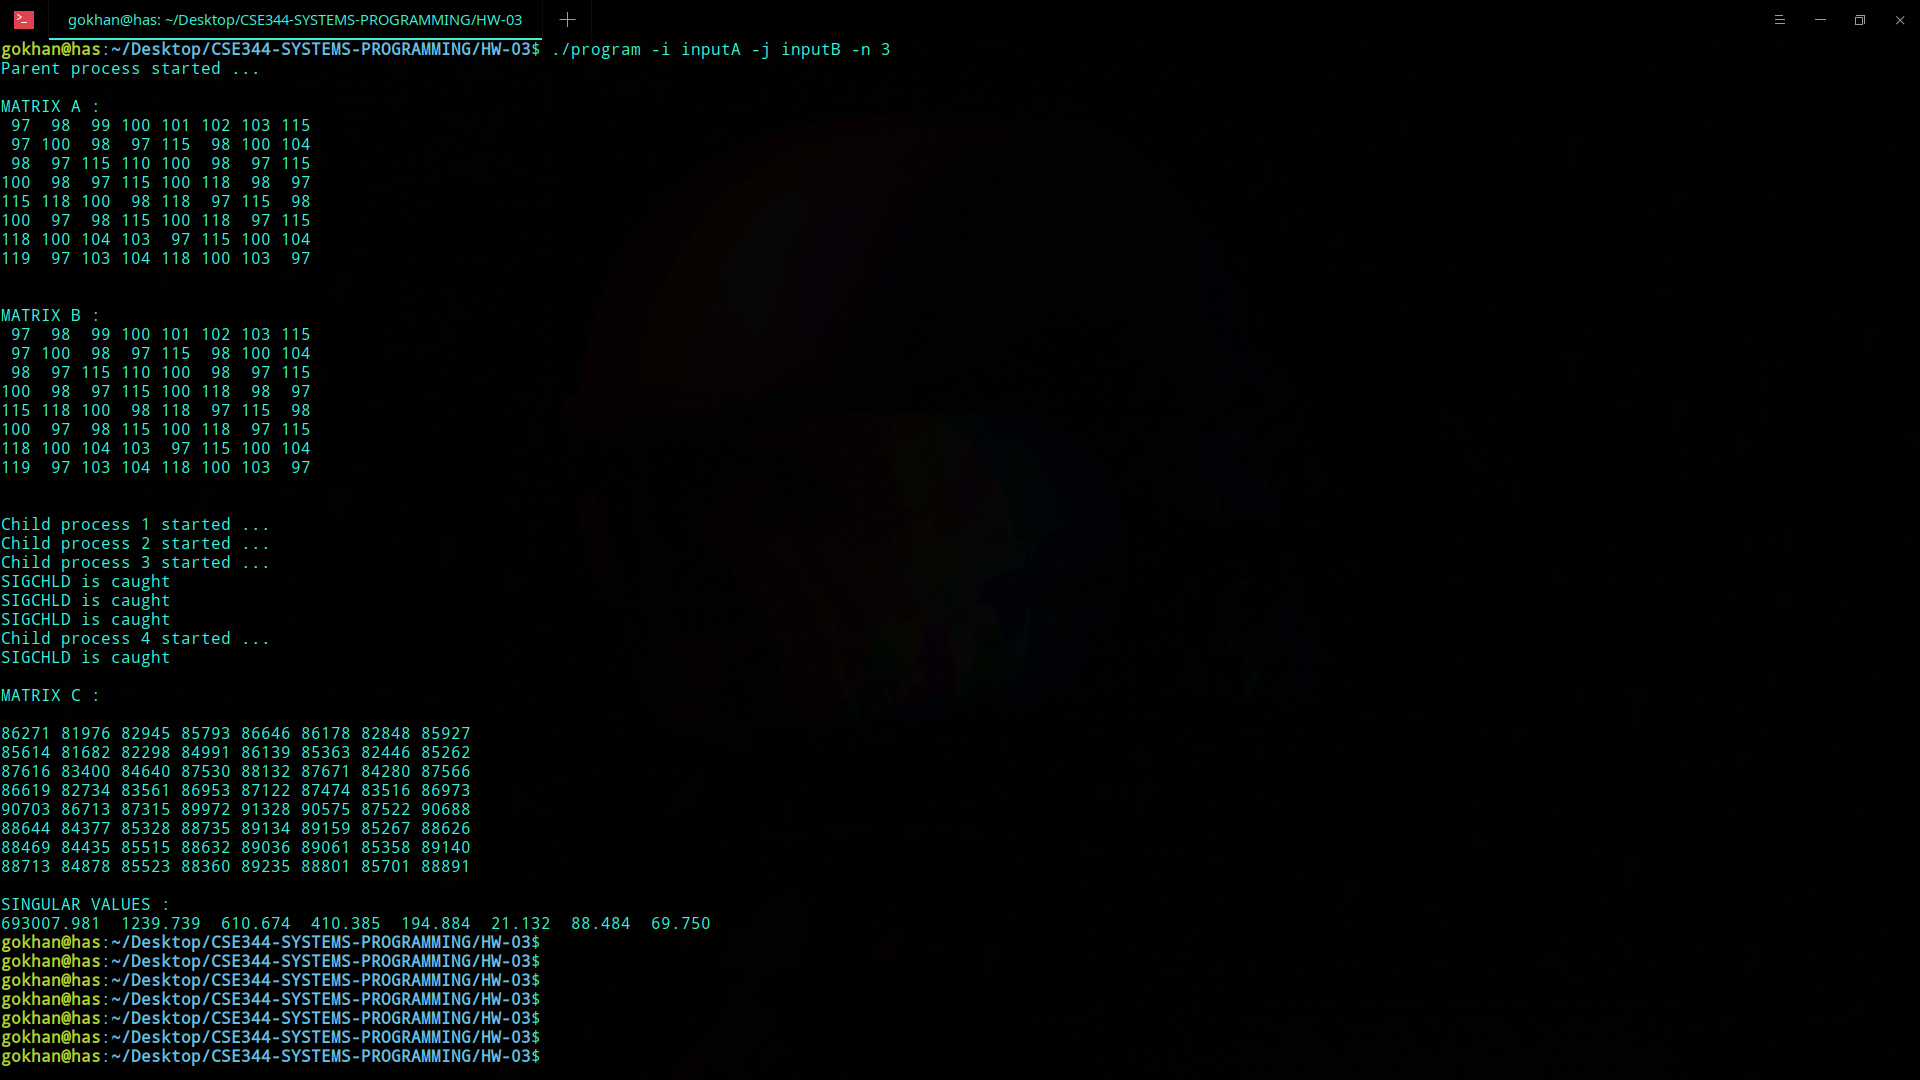 gokhan@has: ~/Desktop/CSE344-SYSTEMS-PROGRAMMING/HW-03
gokhan@has:~/Desktop/CSE344-SYSTEMS-PROGRAMMING/HW-03$ ./program -i inputA -j inputB -n 3
Parent process started ...
MATRIX A :
97 98 99 100 101 102 103 115
97 100 98 97 115 98 100 104
98 97 115 110 100 98 97 115
100 98 97 115 100 118 98 97
115 118 100 98 118 97 115 98
100 97 98 115 100 118 97 115
118 100 104 103 97 115 100 104
119 97 103 104 118 100 103 97
MATRIX B :
97 98 99 100 101 102 103 115
97 100 98 97 115 98 100 104
98 97 115 110 100 98 97 115
100 98 97 115 100 118 98 97
115 118 100 98 118 97 115 98
100 97 98 115 100 118 97 115
118 100 104 103 97 115 100 104
119 97 103 104 118 100 103 97
Child process 1 started ...
Child process 2 started ...
Child process 3 started ...
SIGCHLD is caught
SIGCHLD is caught
SIGCHLD is caught
Child process 4 started ...
SIGCHLD is caught
MATRIX C :
86271 81976 82945 85793 86646 86178 82848 85927
85614 81682 82298 84991 86139 85363 82446 85262
87616 83400 84640 87530 88132 87671 84280 87566
86619 82734 83561 86953 87122 87474 83516 86973
90703 86713 87315 89972 91328 90575 87522 90688
88644 84377 85328 88735 89134 89159 85267 88626
88469 84435 85515 88632 89036 89061 85358 89140
88713 84878 85523 88360 89235 88801 85701 88891
SINGULAR VALUES :
693007.981 1239.739 610.674 410.385 194.884 21.132 88.484 69.750
gokhan@has:~/Desktop/CSE344-SYSTEMS-PROGRAMMING/HW-03$
gokhan@has:~/Desktop/CSE344-SYSTEMS-PROGRAMMING/HW-03$
gokhan@has:~/Desktop/CSE344-SYSTEMS-PROGRAMMING/HW-03$
gokhan@has:~/Desktop/CSE344-SYSTEMS-PROGRAMMING/HW-03$
gokhan@has:~/Desktop/CSE344-SYSTEMS-PROGRAMMING/HW-03$
gokhan@has:~/Desktop/CSE344-SYSTEMS-PROGRAMMING/HW-03$
gokhan@has:~/Desktop/CSE344-SYSTEMS-PROGRAMMING/HW-03$